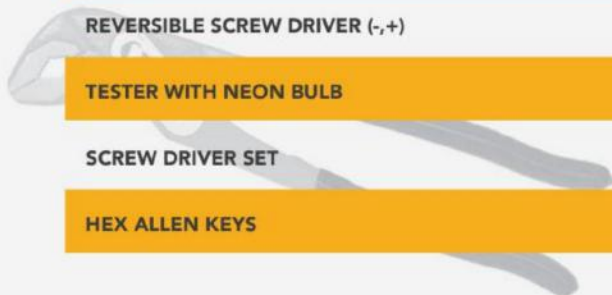 REVERSIBLE SCREW DRIVER (-,+)
TESTER WITH NEON BULB
SCREW DRIVER SET
HEX ALLEN KEYS